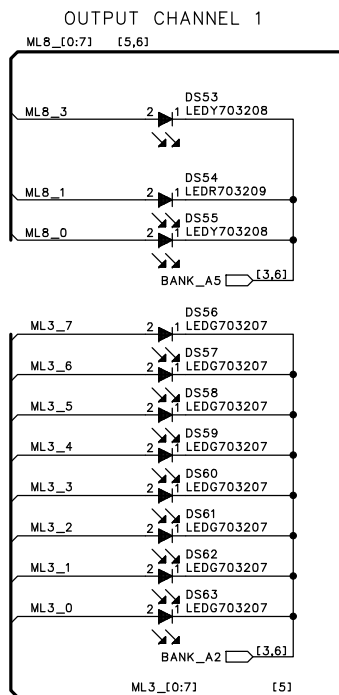 OUTPUT CHANNEL 1
ML8_[0:7] [5,6]
DS53
ML8_3 2 1 LEDY703208
DS54
ML8_1 2 1 LEDR703209
DS55
ML8_0 2 1 LEDY703208
BANK_A5 [3,6]
DS56
ML3_7 2 1 LEDG703207
DS57
ML3_6 2 1 LEDG703207
DS58
ML3_5 2 1 LEDG703207
DS59
ML3_4 2 1 LEDG703207
DS60
ML3_3 2 1 LEDG703207
DS61
ML3_2 2 1 LEDG703207
DS62
ML3_1 2 1 LEDG703207
DS63
ML3_0 2 1 LEDG703207
BANK_A2 [3,6]
ML3_[0:7] [5]